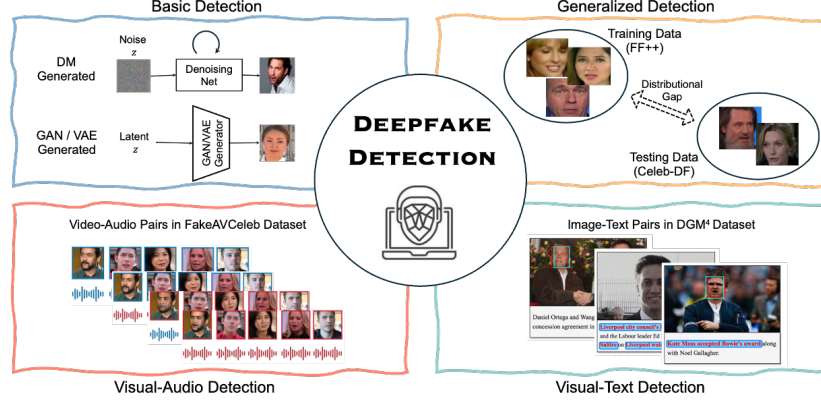 Basic Detection
Noise
z
DM
Generated
Denoising
Net
GAN / VAE
Generated
Latent
z
GAN/VAE
Generator
Generalized Detection
Training Data
(FF++)
Distributional
Gap
Testing Data
(Celeb-DF)
DEEPFAKE
DETECTION
Video-Audio Pairs in FakeAVCeleb Dataset
Visual-Audio Detection
Image-Text Pairs in DGM⁴ Dataset
Daniel Ortega and Wang
concession agreement in
Liverpool city council's
and the Labour leader Ed
on Liverpool
Kate Moss accepted Bowie's award along
with Noel Gallagher.
Visual-Text Detection